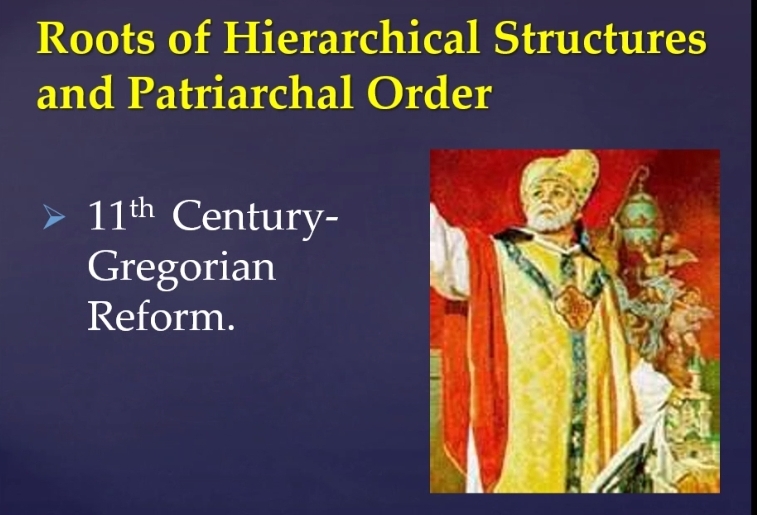 Roots of Hierarchical Structures
and Patriarchal Order
11th Century-
Gregorian
Reform.